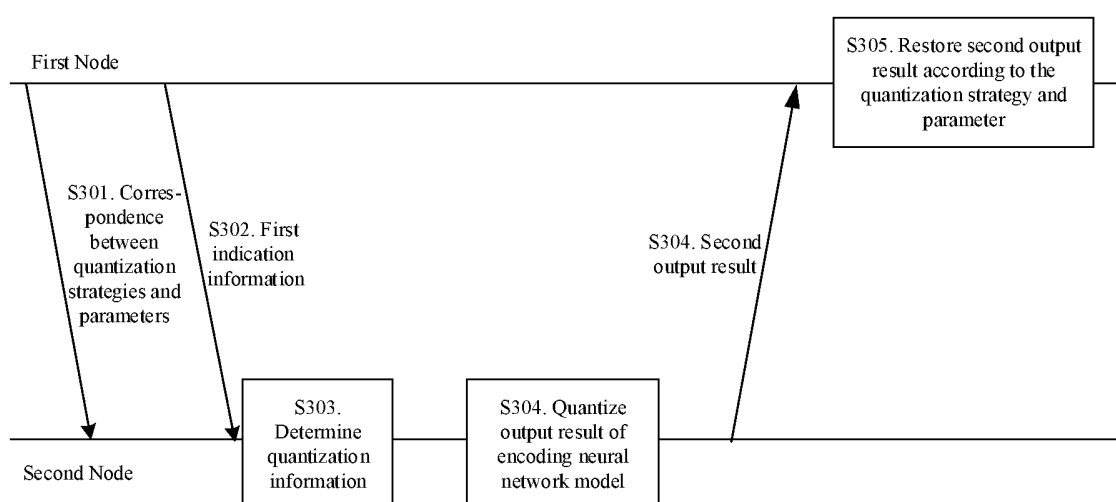 First Node
S305. Restore second output
result according to the
quantization strategy and
parameter
S301. Corres-
pondence
between
quantization
strategies and
parameters
S302. First
indication
information
S304. Second
output result
S303.
Determine
quantization
information
S304. Quantize
output result of
encoding neural
network model
Second Node